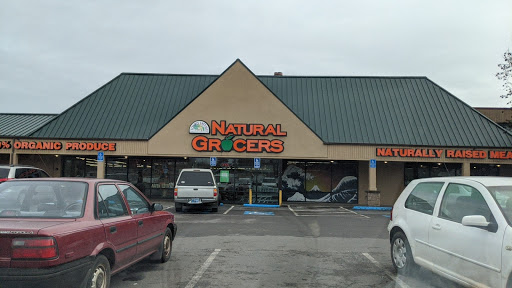 NATURAL
GROCERS
% ORGANIC PRODUCE
NATURALLY RAISED MEA